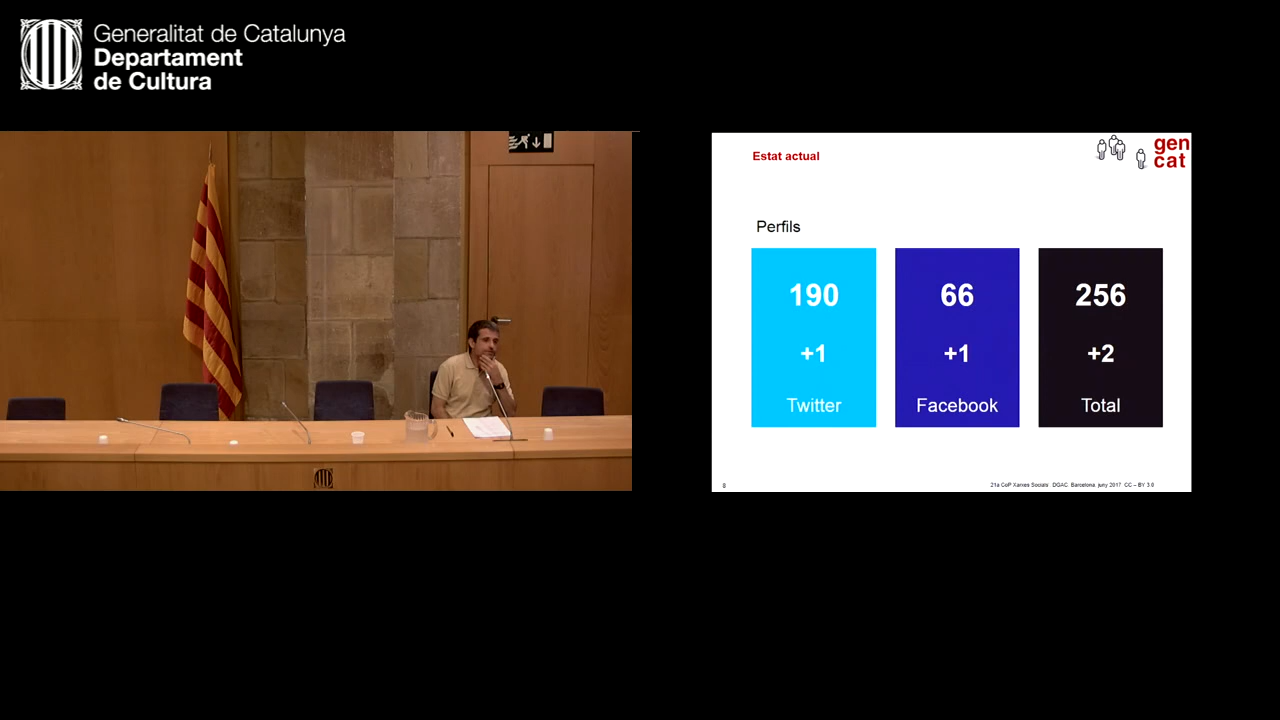 Generalitat de Catalunya
Departament
de Cultura
Estat actual
gen
cat
Perfils
190
+1
Twitter
66
+1
Facebook
256
+2
Total
8
21a CoP Xarxes Socials'. DGAC. Barcelona. juny 2017 CC – BY 3.0